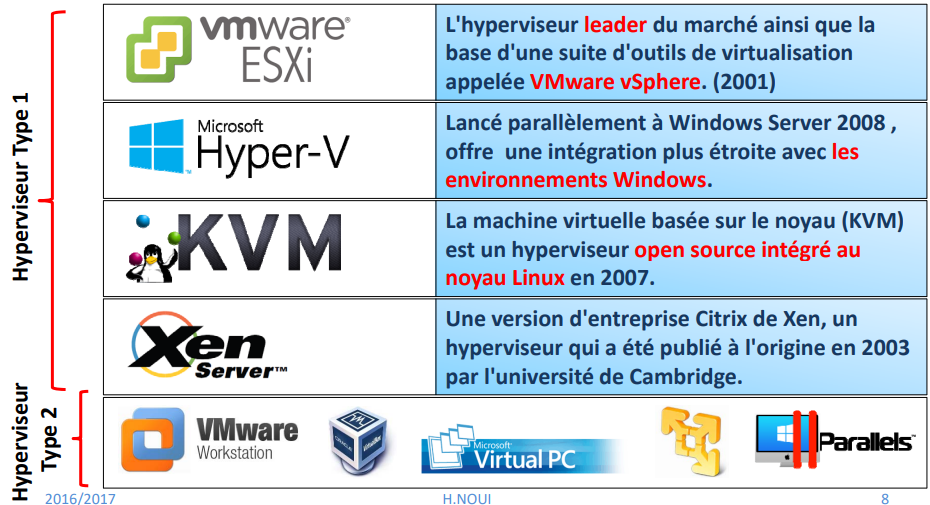 Hyperviseur Type 1
vmware®
ESXi
L'hyperviseur leader du marché ainsi que la
base d'une suite d'outils de virtualisation
appelée VMware vSphere. (2001)
Microsoft
Hyper-V
Lancé parallèlement à Windows Server 2008 ,
offre une intégration plus étroite avec les
environnements Windows.
KVM
La machine virtuelle basée sur le noyau (KVM)
est un hyperviseur open source intégré au
noyau Linux en 2007.
Xen
Server™
Une version d'entreprise Citrix de Xen, un
hyperviseur qui a été publié à l'origine en 2003
par l'université de Cambridge.
Hyperviseur
Type 2
VMware
Workstation
ORACLE
VirtualBox
Microsoft
Virtual PC
Parallels™
2016/2017
H.NOUI
8